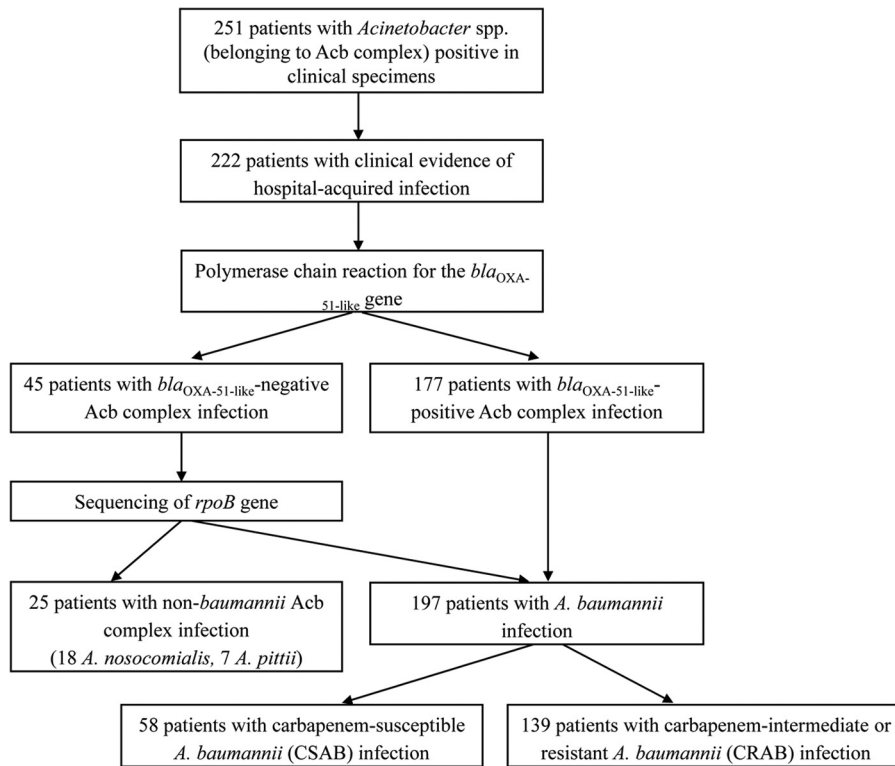 251 patients with Acinetobacter spp.
(belonging to Acb complex) positive in
clinical specimens
222 patients with clinical evidence of
hospital-acquired infection
Polymerase chain reaction for the blaOXA-
51-like gene
45 patients with blaOXA-51-like-negative
Acb complex infection
177 patients with blaOXA-51-like-
positive Acb complex infection
Sequencing of rpoB gene
25 patients with non-baumannii Acb
complex infection
(18 A. nosocomialis, 7 A. pittii)
197 patients with A. baumannii
infection
58 patients with carbapenem-susceptible
A. baumannii (CSAB) infection
139 patients with carbapenem-intermediate or
resistant A. baumannii (CRAB) infection